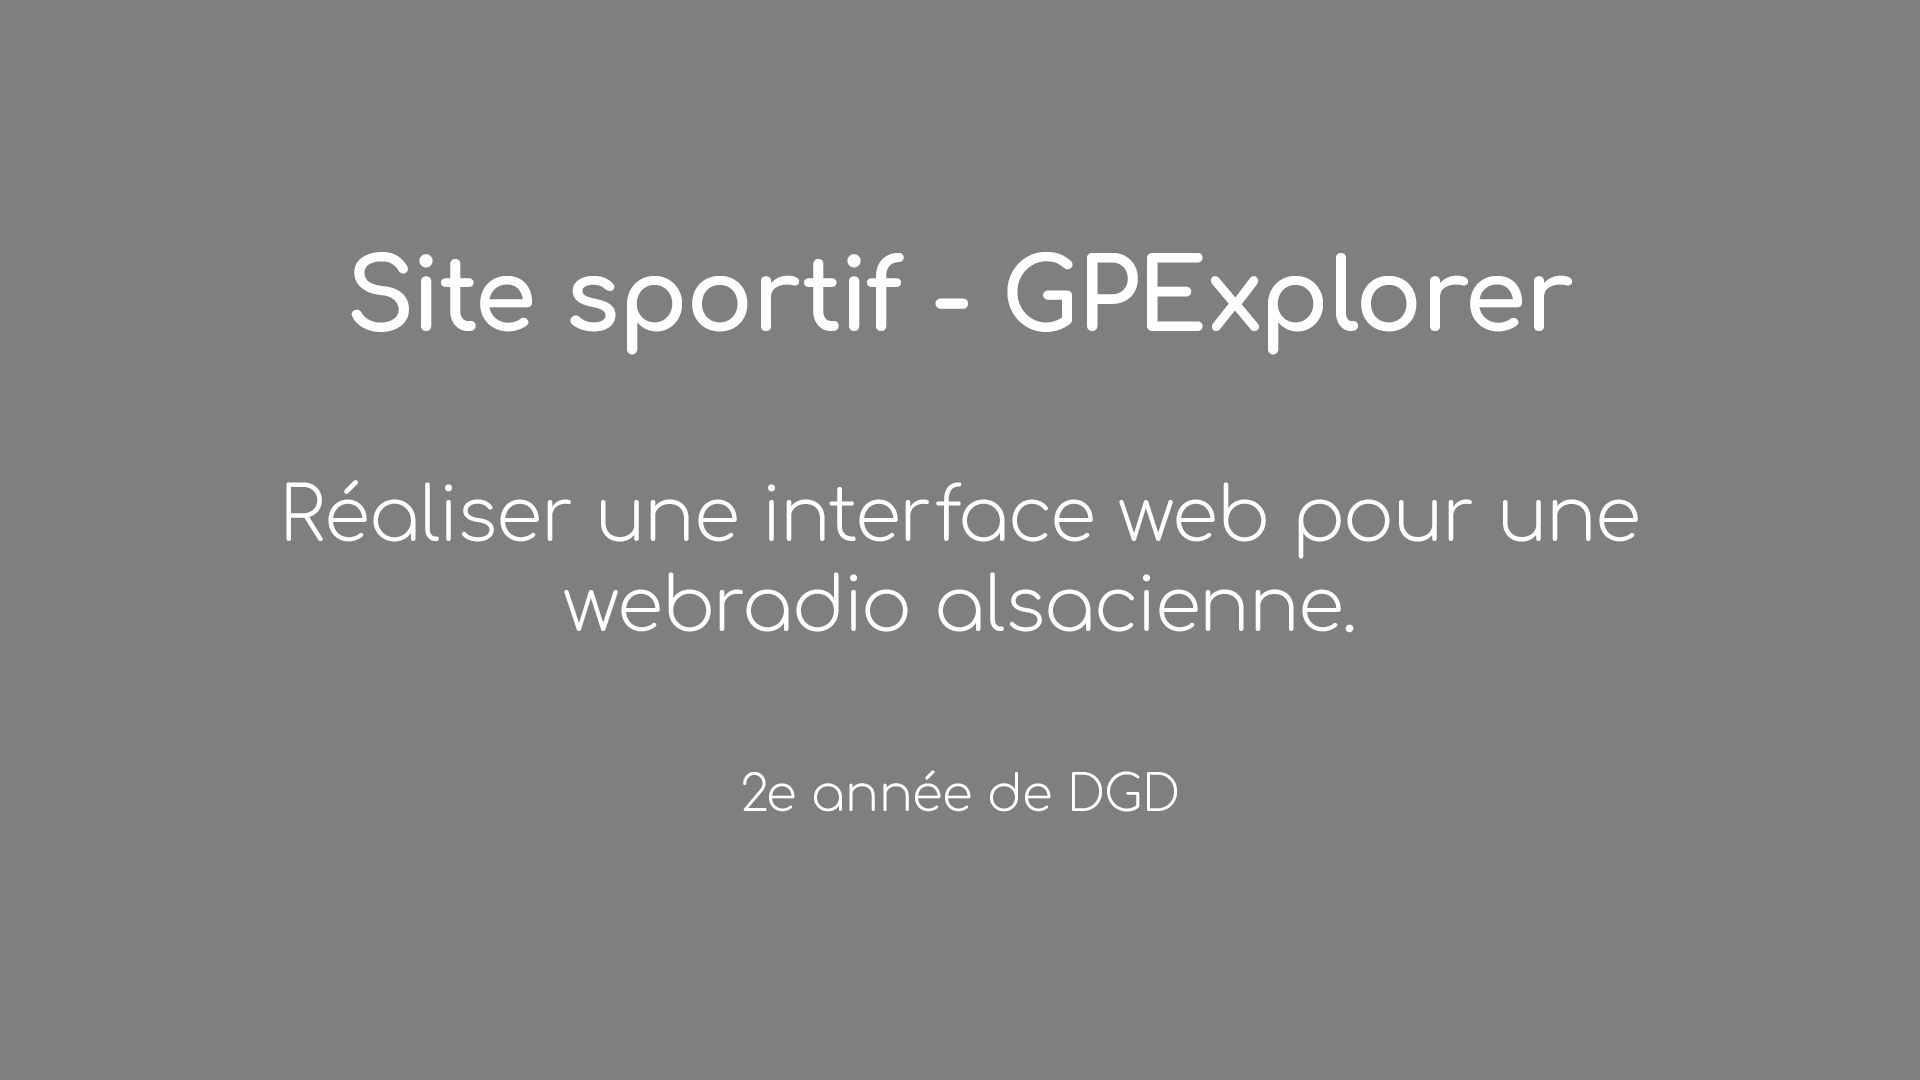 Site sportif - GPExplorer
Réaliser une interface web pour une
webradio alsacienne.
2e année de DGD